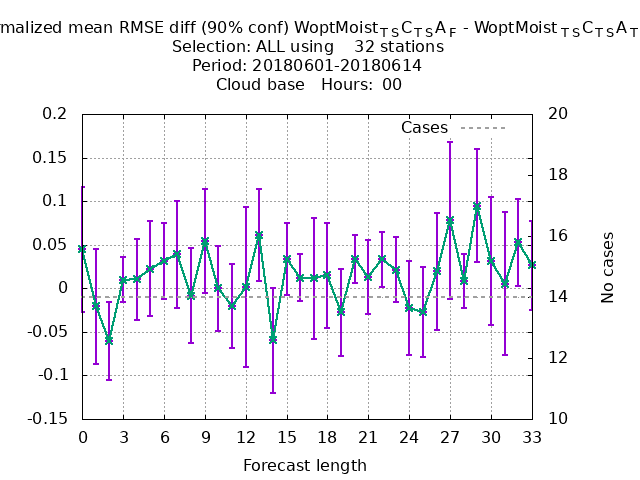 rmalized mean RMSE diff (90% conf) WoptMoist_TSC_TSA_F - WoptMoist_TSC_TSA_T
Selection: ALL using 32 stations
Period: 20180601-20180614
Cloud base Hours: 00
Cases
0.2
0.15
0.1
0.05
0
-0.05
-0.1
-0.15
20
18
16
14
12
10
No cases
0 3 6 9 12 15 18 21 24 27 30 33
Forecast length